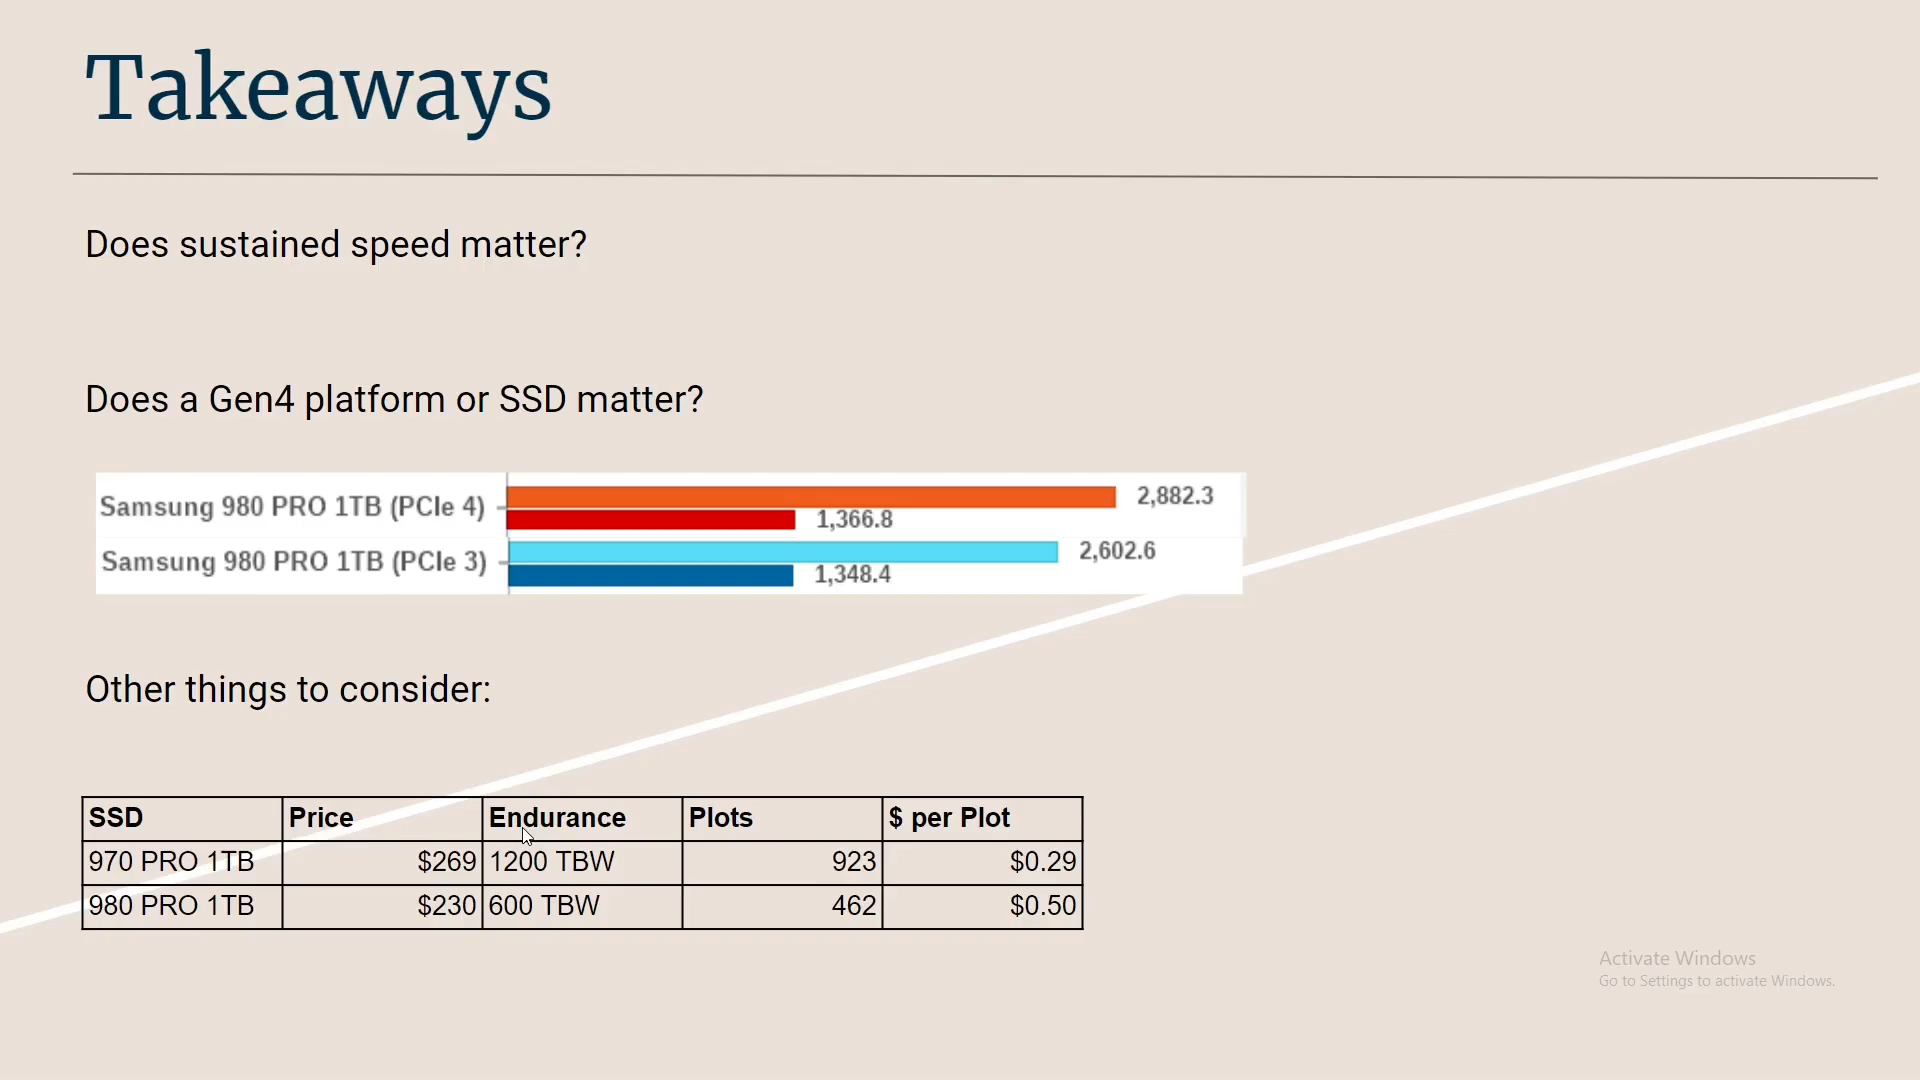 Takeaways
Does sustained speed matter?
Does a Gen4 platform or SSD matter?
Samsung 980 PRO 1TB (PCIe 4) 2,882.3
1,366.8
Samsung 980 PRO 1TB (PCIe 3) 2,602.6
1,348.4
Other things to consider:
SSD Price Endurance Plots $ per Plot
970 PRO 1TB $269 1200 TBW 923 $0.29
980 PRO 1TB $230 600 TBW 462 $0.50
Activate Windows
Go to Settings to activate Windows.